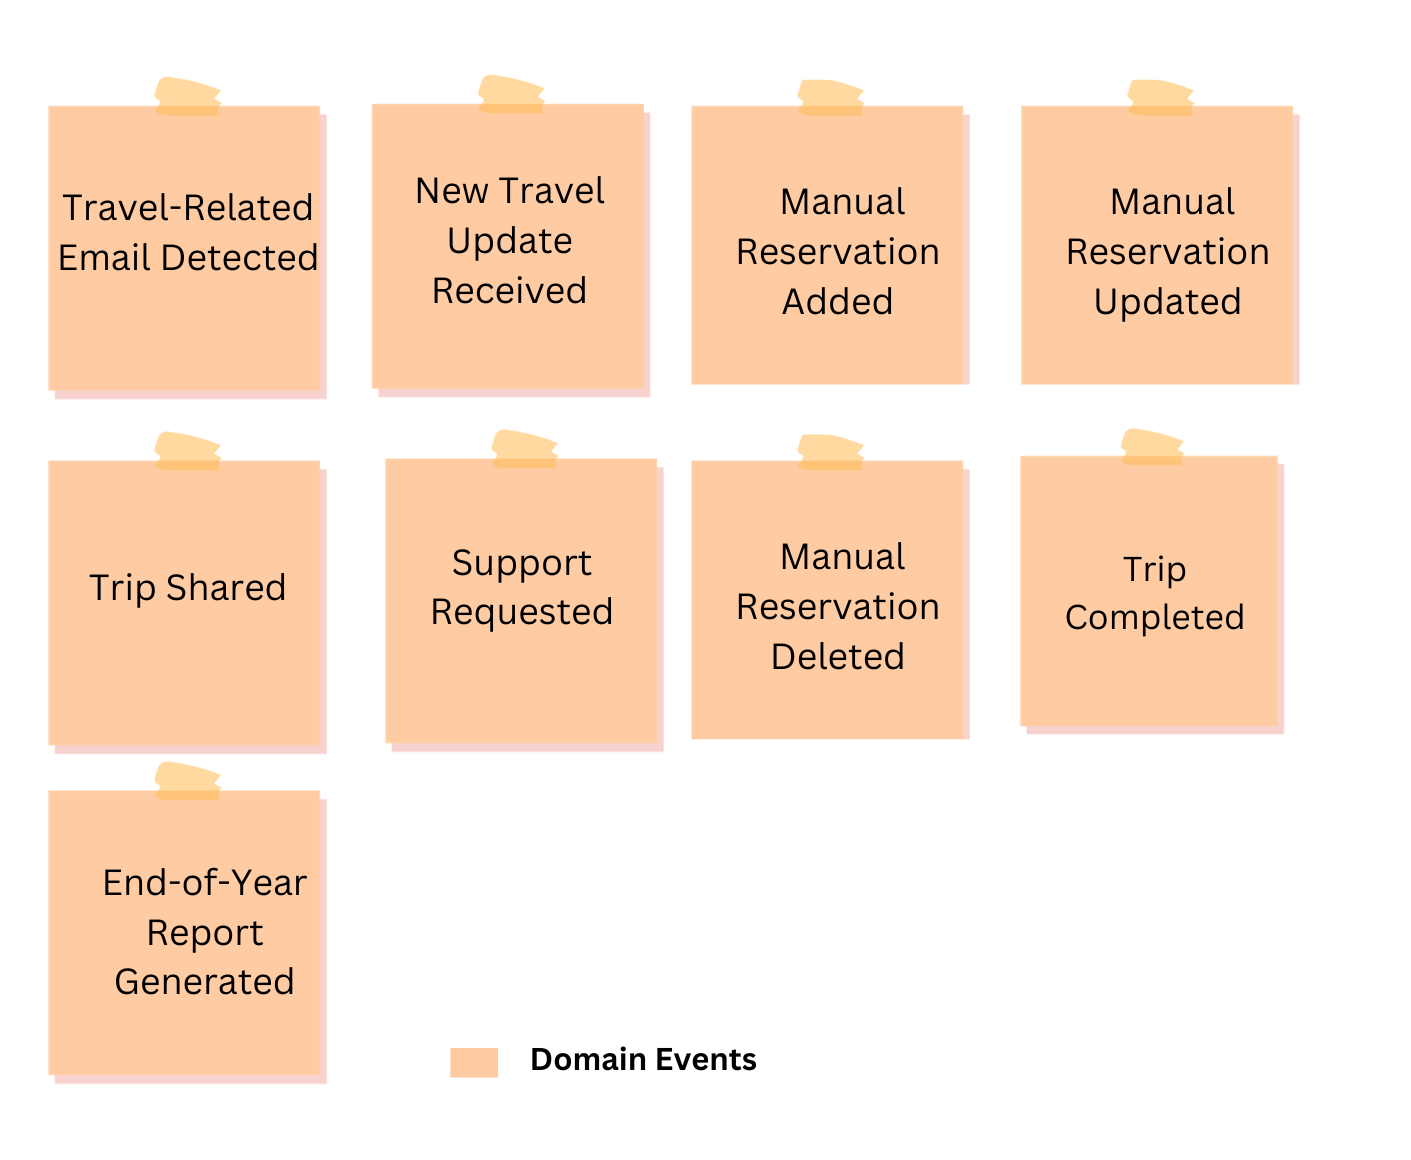 Travel-Related
Email Detected
New Travel
Update
Received
Manual
Reservation
Added
Manual
Reservation
Updated
Trip Shared
Support
Requested
Manual
Reservation
Deleted
Trip
Completed
End-of-Year
Report
Generated
Domain Events